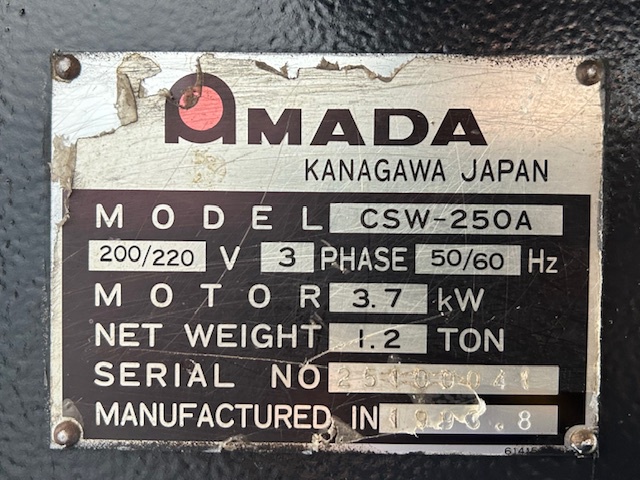 AMADA
KANAGAWA JAPAN
MODEL CSW-250A
200/220 V 3 PHASE 50/60 Hz
MOTOR 3.7 kW
NET WEIGHT 1.2 TON
SERIAL NO 25100041
MANUFACTURED IN